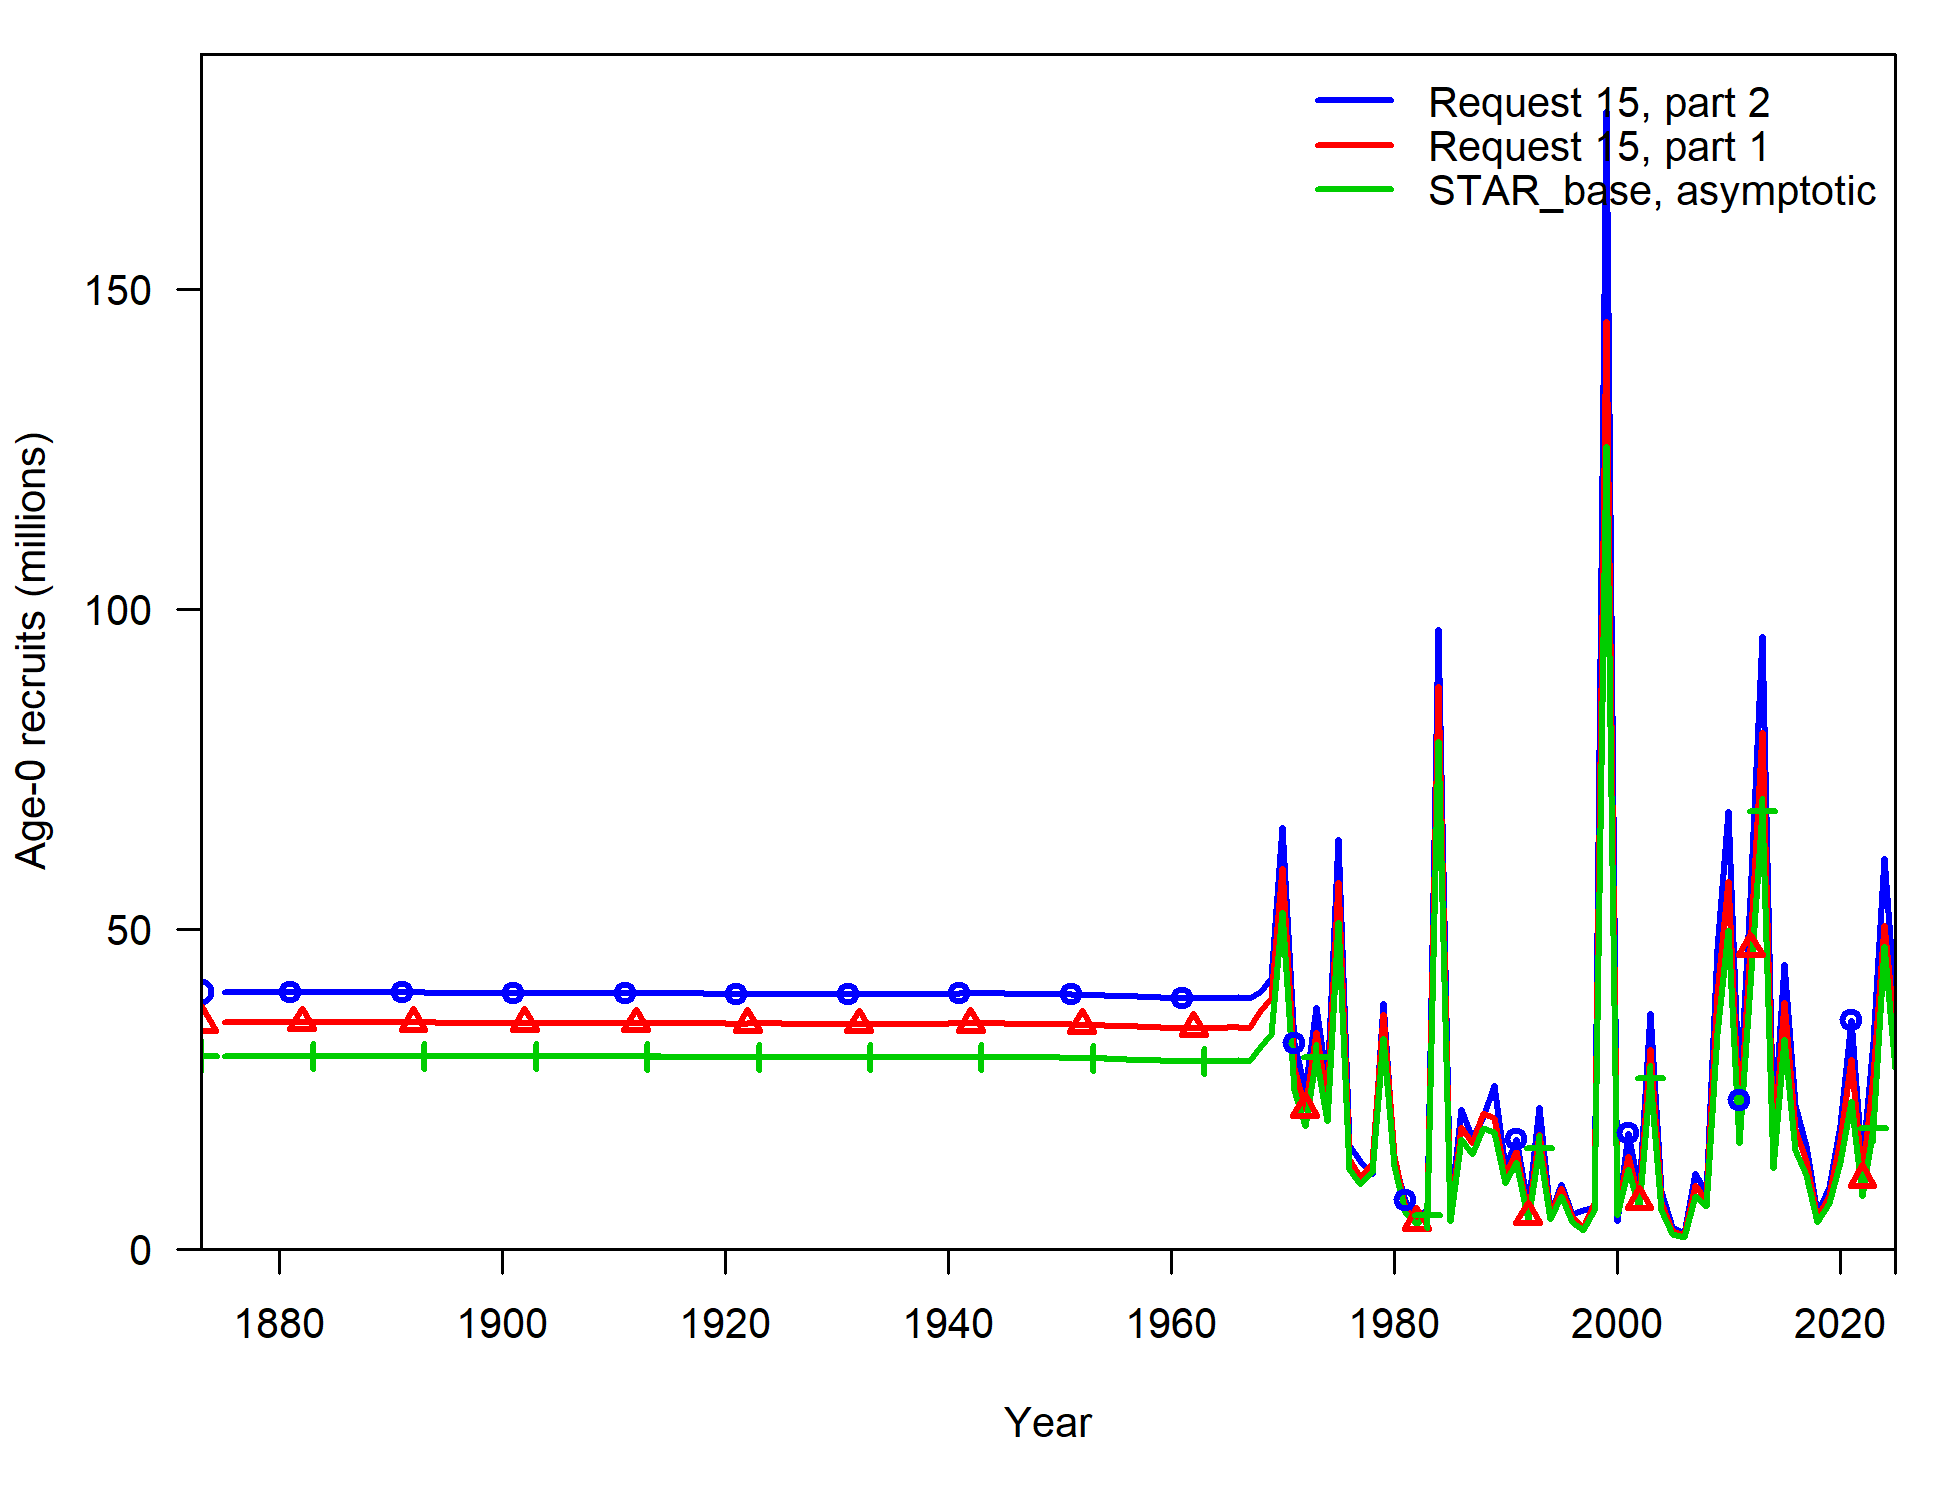 Request 15, part 2
Request 15, part 1
STAR_base, asymptotic
Age-0 recruits (millions)
150
100
50
0
1880 1900 1920 1940 1960 1980 2000 2020
Year